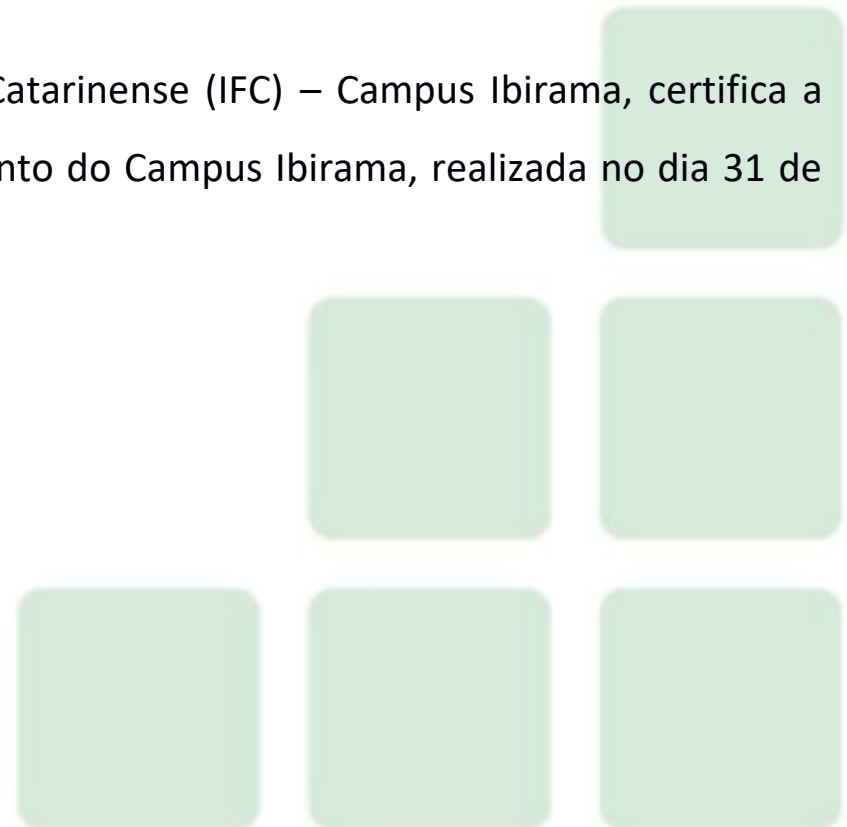 Catarinense (IFC) – Campus Ibirama, certifica a
nto do Campus Ibirama, realizada no dia 31 de